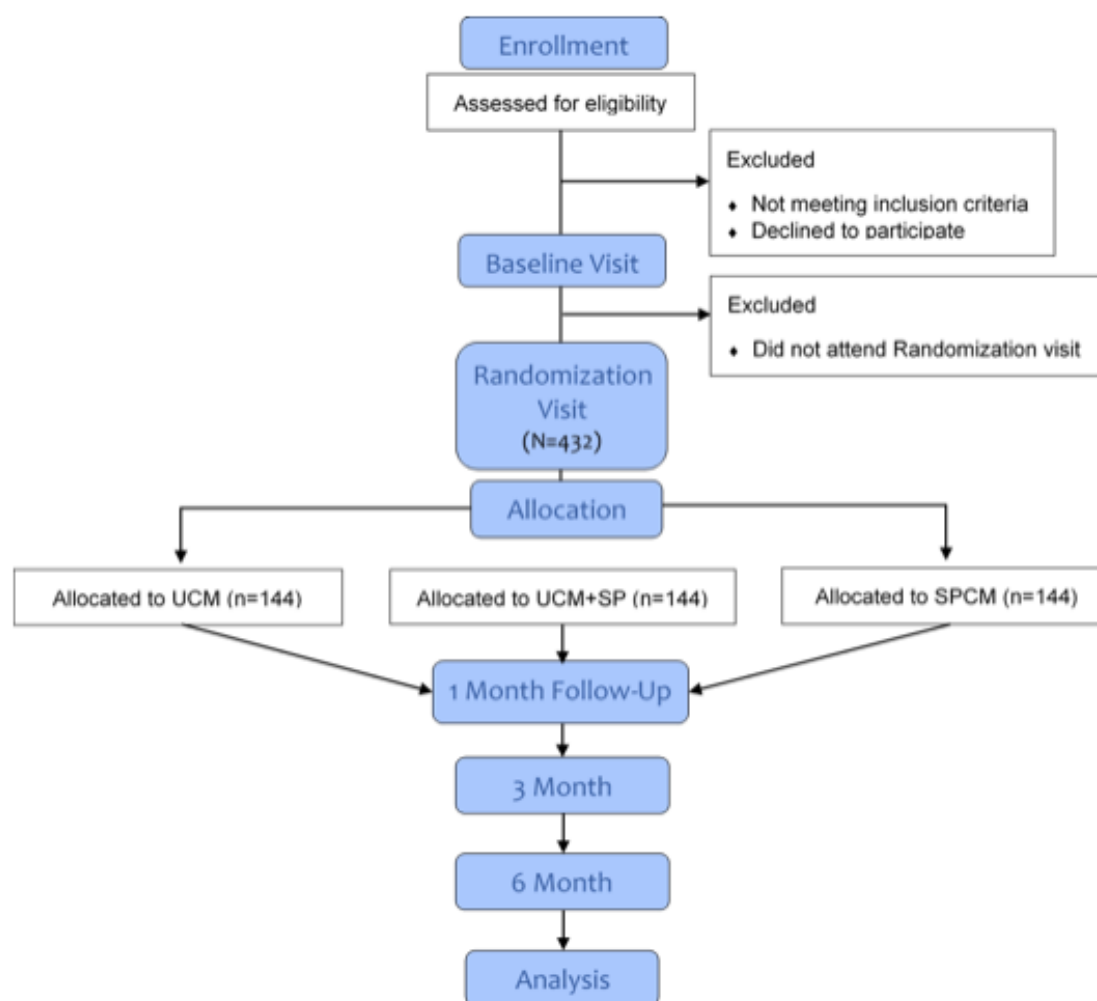 Enrollment
Assessed for eligibility
Excluded
♦ Not meeting inclusion criteria
♦ Declined to participate
Baseline Visit
Excluded
♦ Did not attend Randomization visit
Randomization
Visit
(N=432)
Allocation
Allocated to UCM (n=144)
Allocated to UCM+SP (n=144)
Allocated to SPCM (n=144)
1 Month Follow-Up
3 Month
6 Month
Analysis